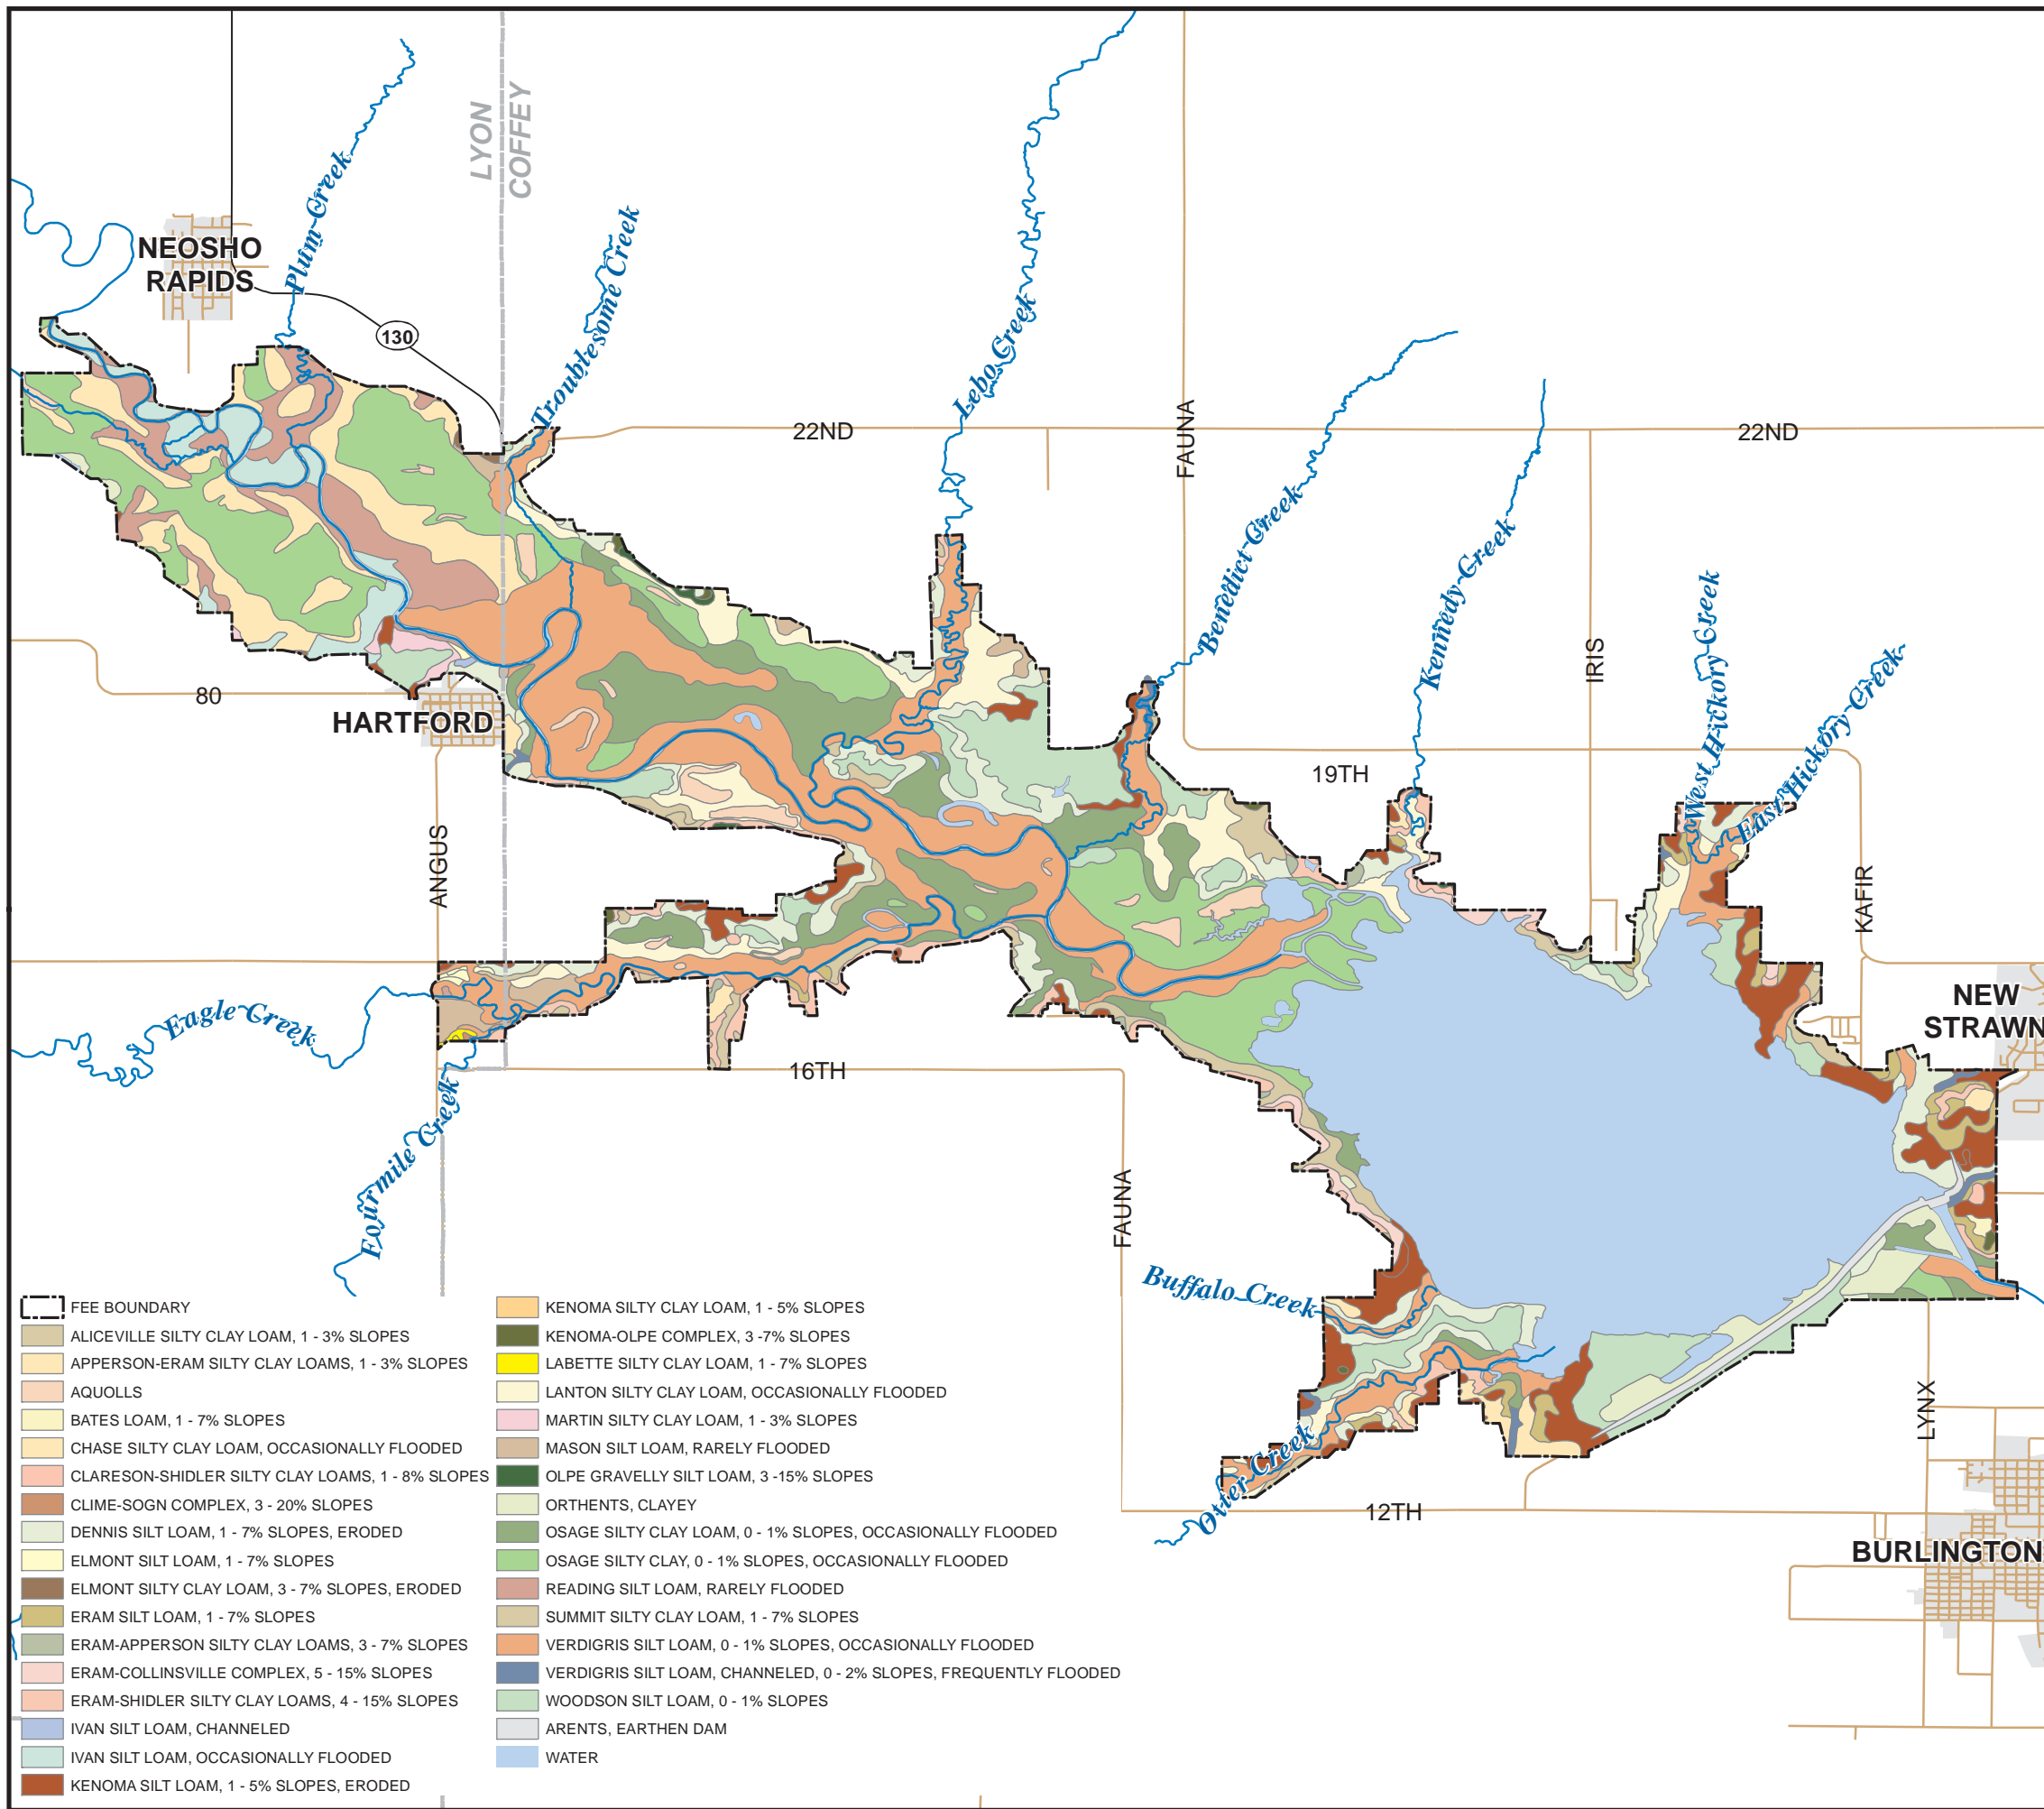 LYON
COFFEY
Plum Creek
NEOSHO
RAPIDS
130
Troublesome Creek
Lebo Creek
22ND
FAUNA
22ND
Benedict Creek
Kennedy Creek
IRIS
West Hickory Creek
East Hickory Creek
80
HARTFORD
19TH
ANGUS
KAFIR
Eagle Creek
NEW
STRAWN
16TH
Fourmile Creek
FAUNA
Buffalo Creek
Otter Creek
LYNX
12TH
BURLINGTON
FEE BOUNDARY
ALICEVILLE SILTY CLAY LOAM, 1 - 3% SLOPES
APPERSON-ERAM SILTY CLAY LOAMS, 1 - 3% SLOPES
AQUOLLS
BATES LOAM, 1 - 7% SLOPES
CHASE SILTY CLAY LOAM, OCCASIONALLY FLOODED
CLARESON-SHIDLER SILTY CLAY LOAMS, 1 - 8% SLOPES
CLIME-SOGN COMPLEX, 3 - 20% SLOPES
DENNIS SILT LOAM, 1 - 7% SLOPES, ERODED
ELMONT SILT LOAM, 1 - 7% SLOPES
ELMONT SILTY CLAY LOAM, 3 - 7% SLOPES, ERODED
ERAM SILT LOAM, 1 - 7% SLOPES
ERAM-APPERSON SILTY CLAY LOAMS, 3 - 7% SLOPES
ERAM-COLLINSVILLE COMPLEX, 5 - 15% SLOPES
ERAM-SHIDLER SILTY CLAY LOAMS, 4 - 15% SLOPES
IVAN SILT LOAM, CHANNELED
IVAN SILT LOAM, OCCASIONALLY FLOODED
KENOMA SILT LOAM, 1 - 5% SLOPES, ERODED
KENOMA SILTY CLAY LOAM, 1 - 5% SLOPES
KENOMA-OLPE COMPLEX, 3 -7% SLOPES
LABETTE SILTY CLAY LOAM, 1 - 7% SLOPES
LANTON SILTY CLAY LOAM, OCCASIONALLY FLOODED
MARTIN SILTY CLAY LOAM, 1 - 3% SLOPES
MASON SILT LOAM, RARELY FLOODED
OLPE GRAVELLY SILT LOAM, 3 -15% SLOPES
ORTHENTS, CLAYEY
OSAGE SILTY CLAY LOAM, 0 - 1% SLOPES, OCCASIONALLY FLOODED
OSAGE SILTY CLAY, 0 - 1% SLOPES, OCCASIONALLY FLOODED
READING SILT LOAM, RARELY FLOODED
SUMMIT SILTY CLAY LOAM, 1 - 7% SLOPES
VERDIGRIS SILT LOAM, 0 - 1% SLOPES, OCCASIONALLY FLOODED
VERDIGRIS SILT LOAM, CHANNELED, 0 - 2% SLOPES, FREQUENTLY FLOODED
WOODSON SILT LOAM, 0 - 1% SLOPES
ARENTS, EARTHEN DAM
WATER